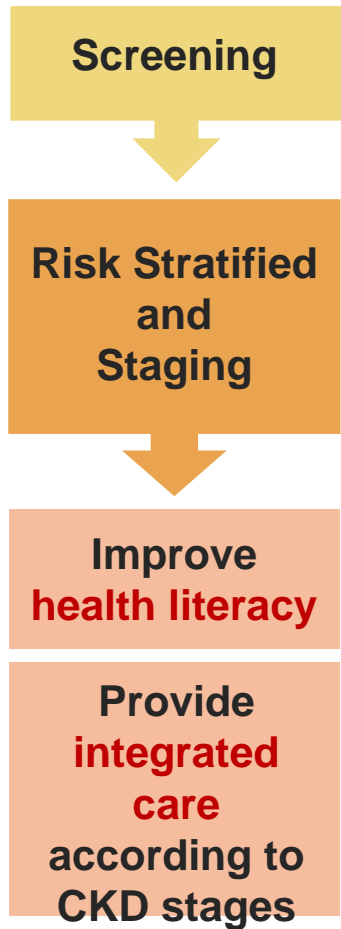 Screening
Risk Stratified
and
Staging
Improve
health literacy
Provide
integrated
care
according to
CKD stages